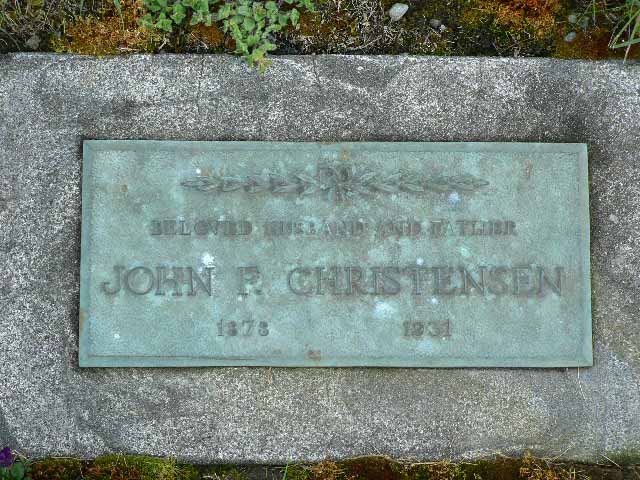 BELOVED HUSBAND AND FATHER
JOHN F. CHRISTENSEN
1878 1931